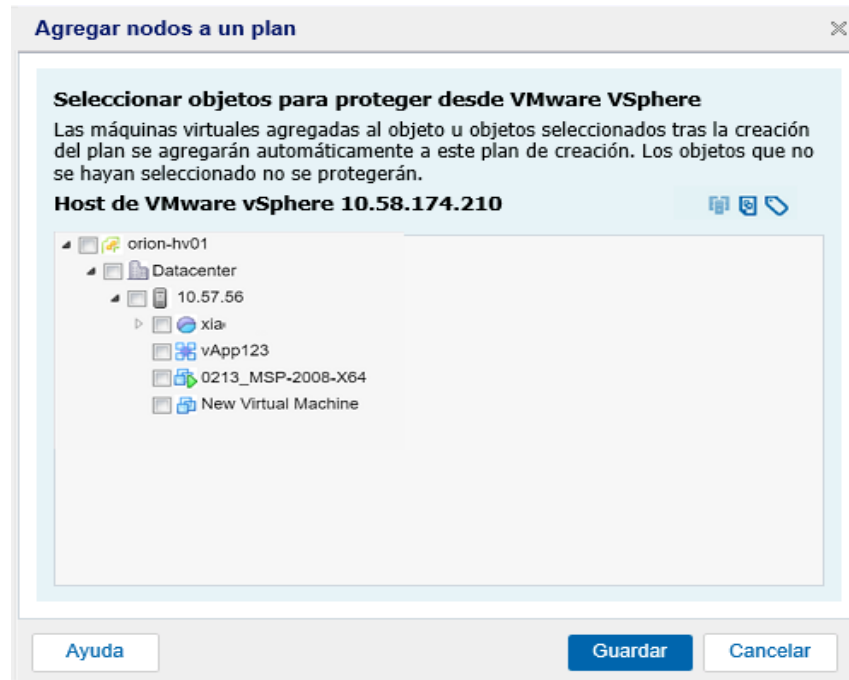 Agregar nodos a un plan
Seleccionar objetos para proteger desde VMware VSphere
Las máquinas virtuales agregadas al objeto u objetos seleccionados tras la creación
del plan se agregarán automáticamente a este plan de creación. Los objetos que no
se hayan seleccionado no se protegerán.
Host de VMware vSphere 10.58.174.210
orion-hv01
Datacenter
10.57.56
xia
vApp123
0213_MSP-2008-X64
New Virtual Machine
Ayuda
Guardar
Cancelar